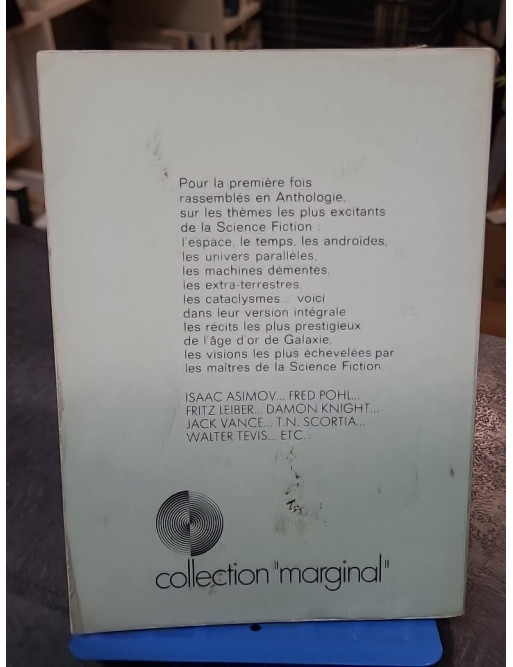 Pour la première fois
rassemblés en Anthologie,
sur les thèmes les plus excitants
de la Science Fiction :
l'espace, le temps, les androïdes,
les univers parallèles,
les machines démentes,
les extra-terrestres,
les cataclysmes... voici
dans leur version intégrale
les récits les plus prestigieux
de l'âge d'or de Galaxie,
les visions les plus échevelées par
les maîtres de la Science Fiction
ISAAC ASIMOV... FRED POHL...
FRITZ LEIBER... DAMON KNIGHT...
JACK VANCE... T.N. SCORTIA...
WALTER TEVIS... ETC...
collection "marginal"